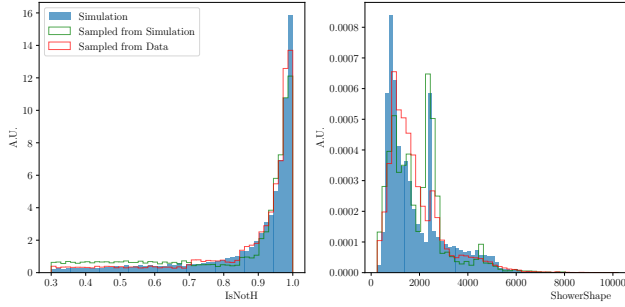 Simulation
Sampled from Simulation
Sampled from Data
A.U.
16
14
12
10
8
6
4
2
0
0.3 0.4 0.5 0.6 0.7 0.8 0.9 1.0
IsNotH
A.U.
0.0008
0.0007
0.0006
0.0005
0.0004
0.0003
0.0002
0.0001
0.0000
0 2000 4000 6000 8000 10000
ShowerShape